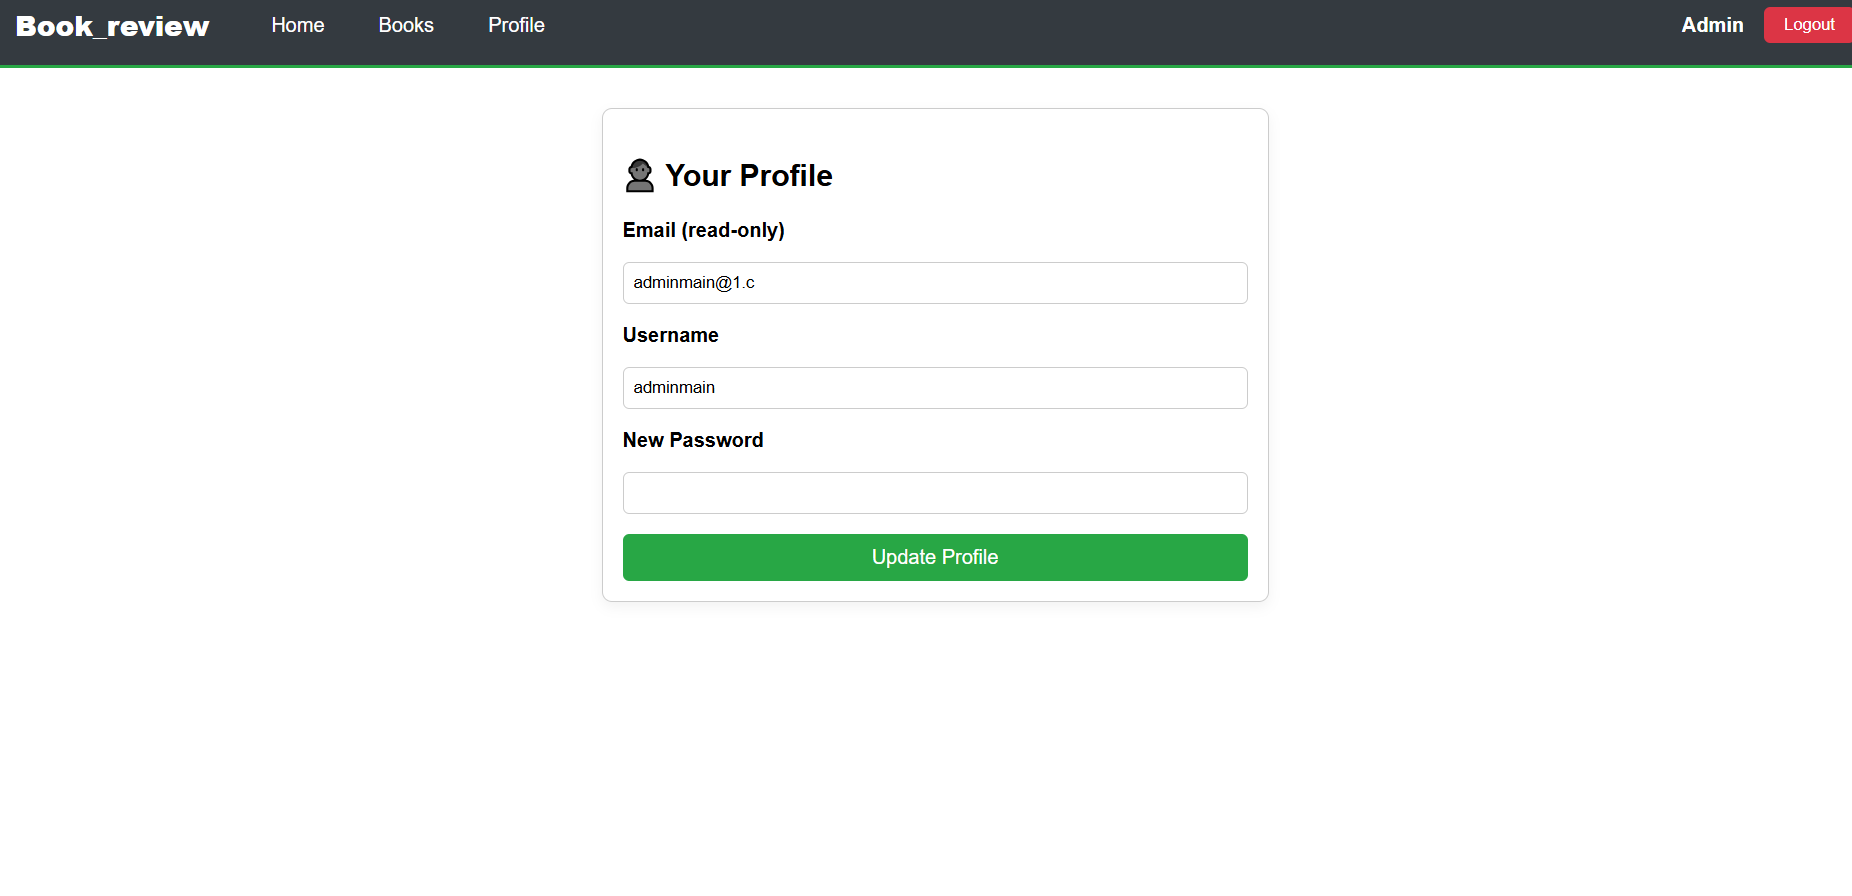 Book_review Home Books Profile Admin Logout
Your Profile
Email (read-only)
adminmain@1.c
Username
adminmain
New Password
Update Profile